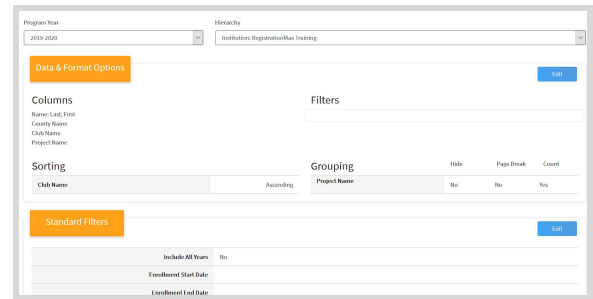 Program Year
Hierarchy
2019-2020
Institution: RegistrationMax Training
Data & Format Options
Edit
Columns
Filters
Name: Last, First
County Name
Club Name
Project Name
Sorting
Grouping
Hide
Page Break
Count
Club Name
Ascending
Project Name
No
No
Yes
Standard Filters
Edit
Include All Years
No
Enrollment Start Date
Enrollment End Date